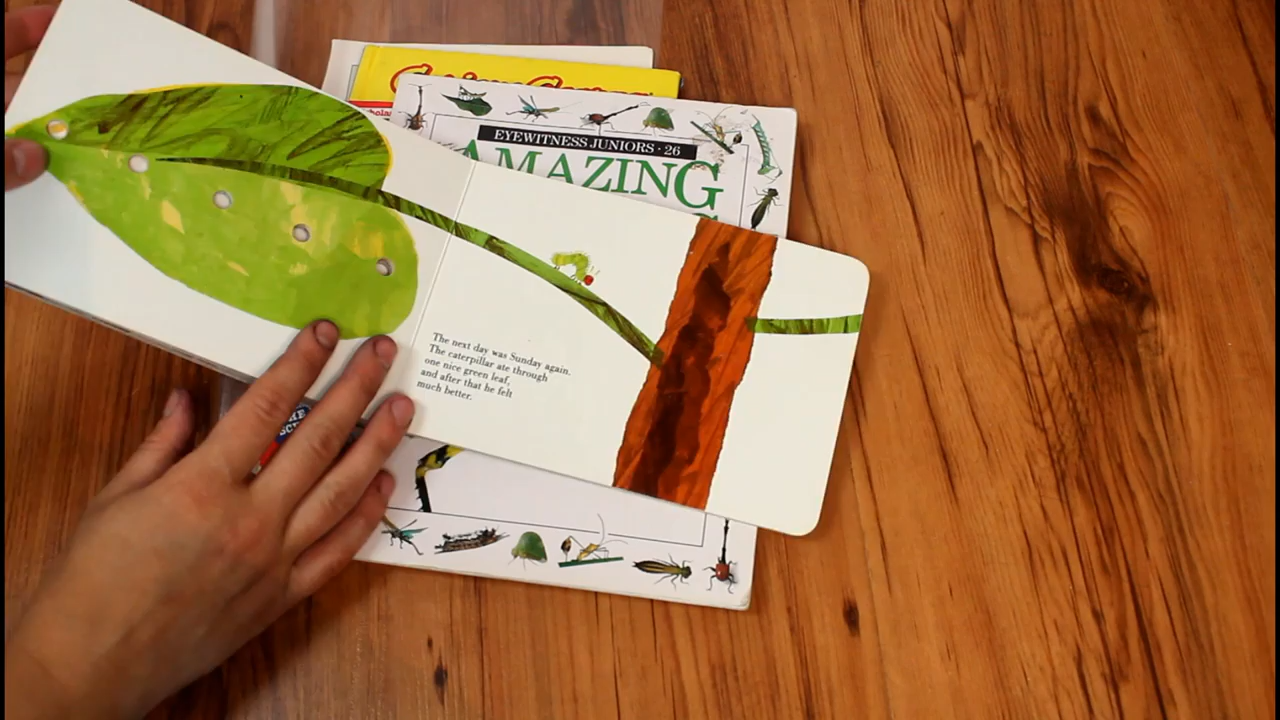 EYEWITNESS JUNIORS · 26
AMAZING
The next day was Sunday again.
The caterpillar ate through
one nice green leaf,
and after that he felt
much better.